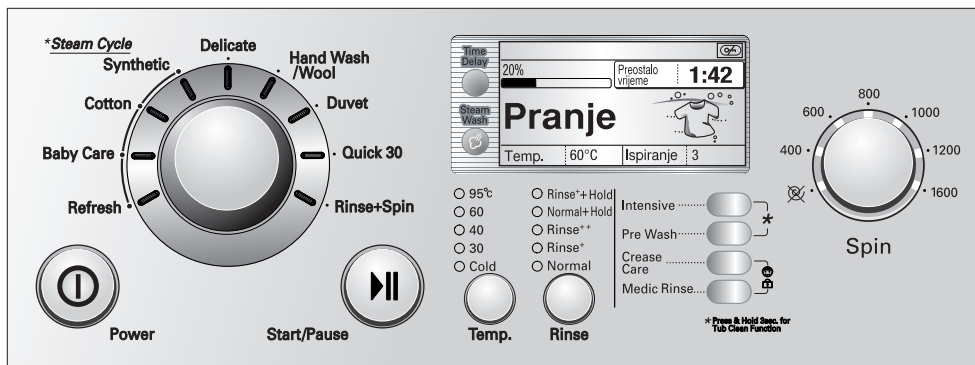 *Steam Cycle
Synthetic
Delicate
Hand Wash
/Wool
Cotton
Duvet
Baby Care
Quick 30
Refresh
Rinse+Spin
Power
Start/Pause
Time
Delay
Steam
Wash
20%
Preostalo
vrijeme
1:42
Pranje
Temp. 60°C Ispiranje 3
95°c
60
40
30
Cold
Temp.
Rinse⁺+Hold
Normal+Hold
Rinse⁺⁺
Rinse⁺
Normal
Rinse
Intensive
Pre Wash
*
Crease
Care
Medic Rinse....
* Press & Hold 3sec. for
Tub Clean Function
400
600
800
1000
1200
1600
Spin